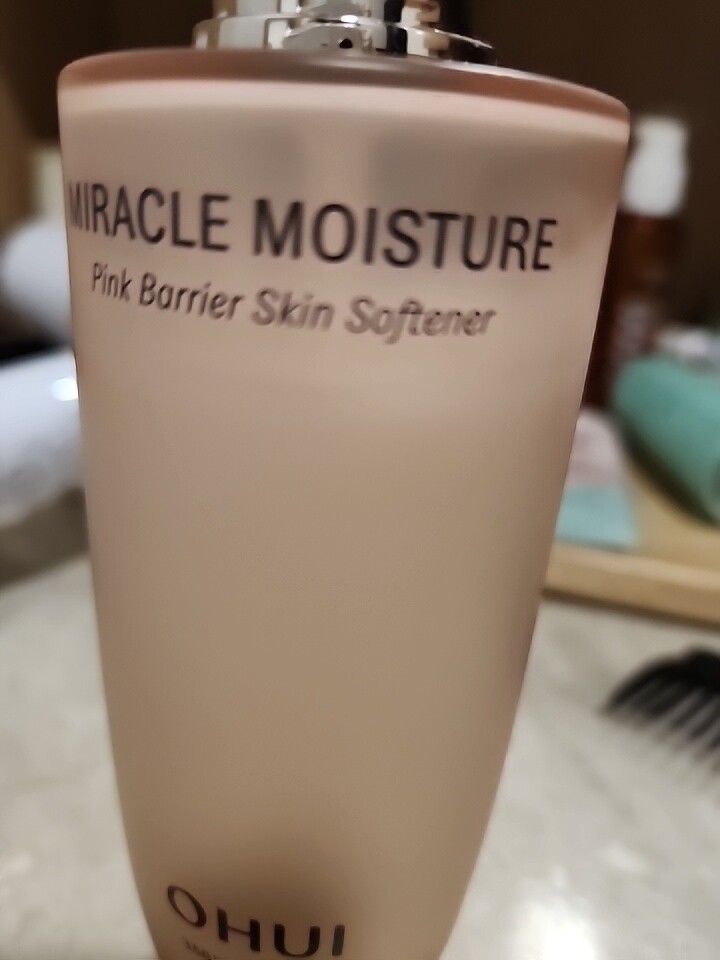 MIRACLE MOISTURE
Pink Barrier Skin Softener
OHUI